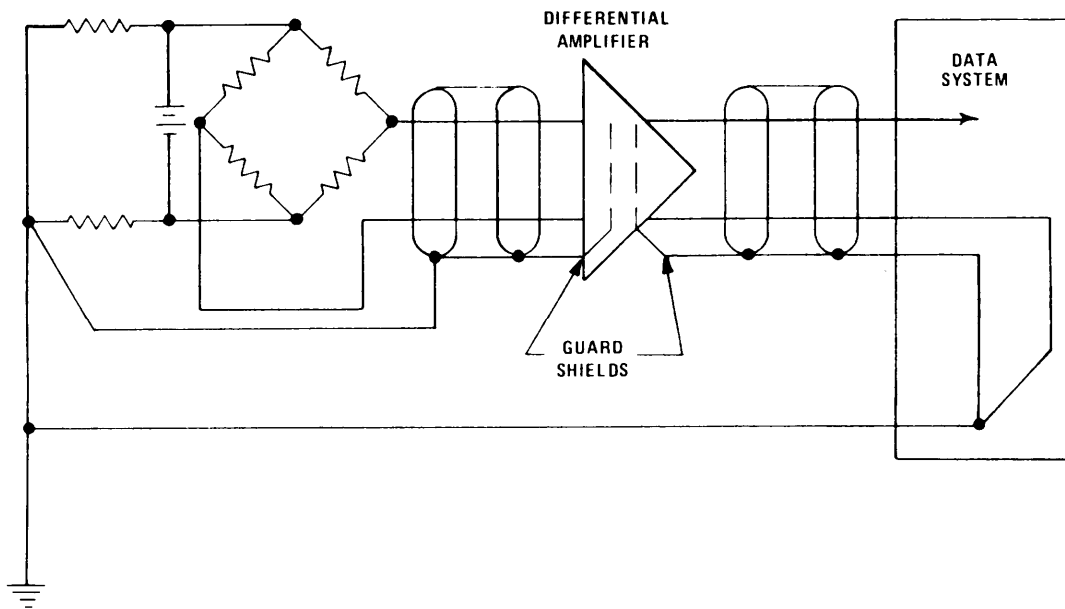 DIFFERENTIAL
AMPLIFIER
DATA
SYSTEM
GUARD
SHIELDS